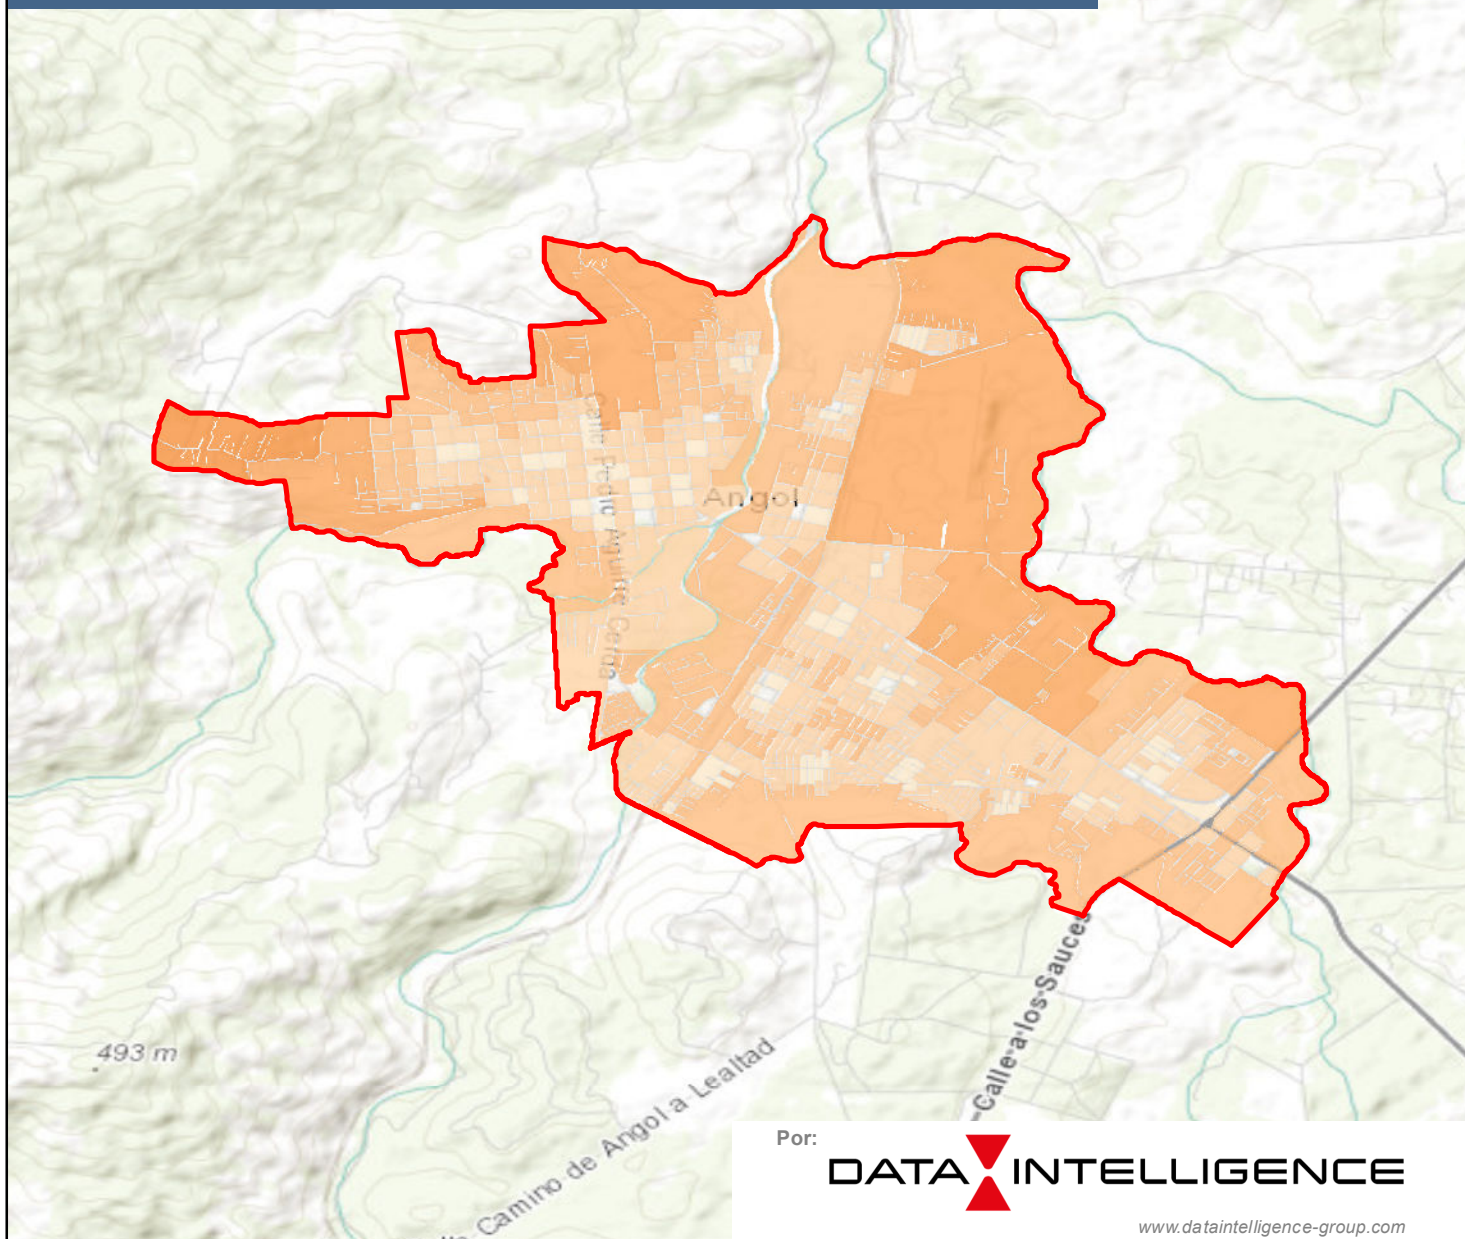 Calle Pedro Aguirre Cerda
Angol
493 m
Calle a los Sauces
Camino de Angol a Lealtad
Por:
DATA INTELLIGENCE
www.dataintelligence-group.com